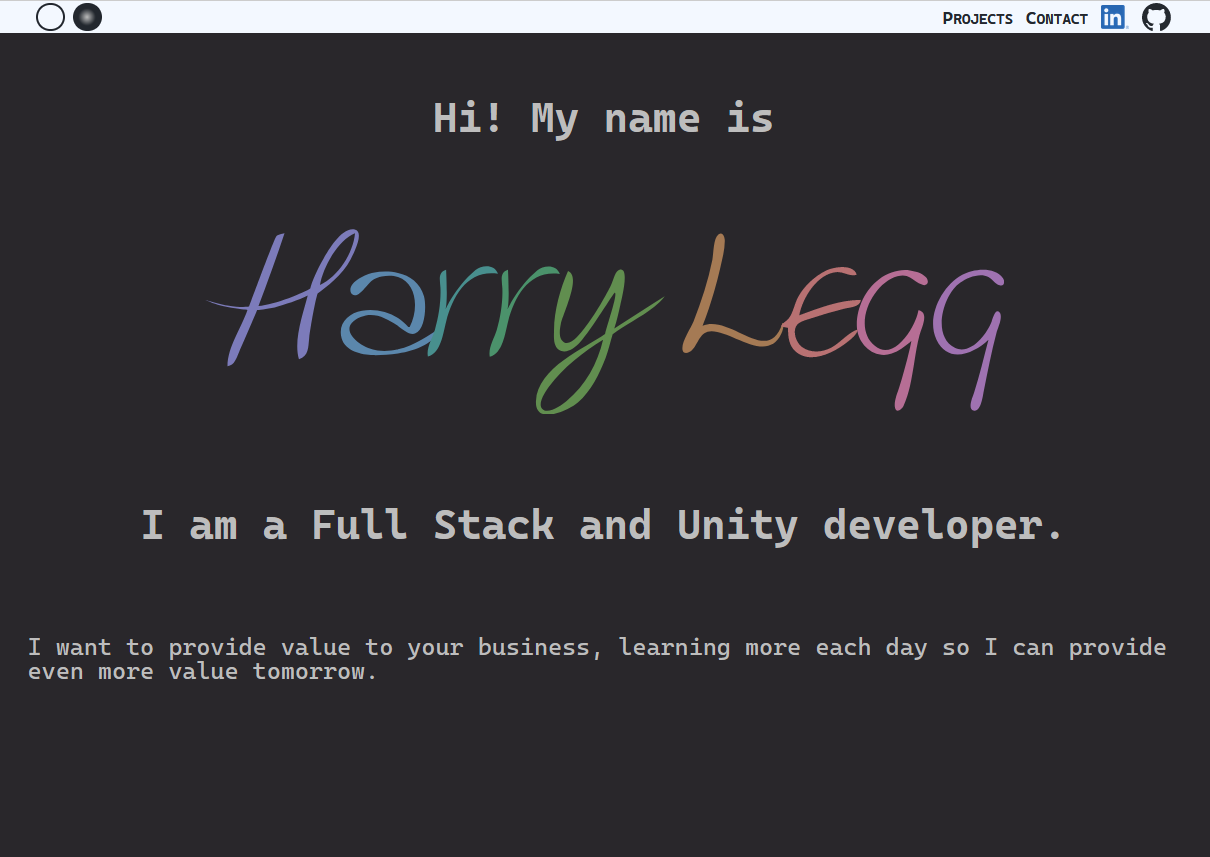 Projects Contact in
Hi! My name is
Harry Legg
I am a Full Stack and Unity developer.
I want to provide value to your business, learning more each day so I can provide
even more value tomorrow.